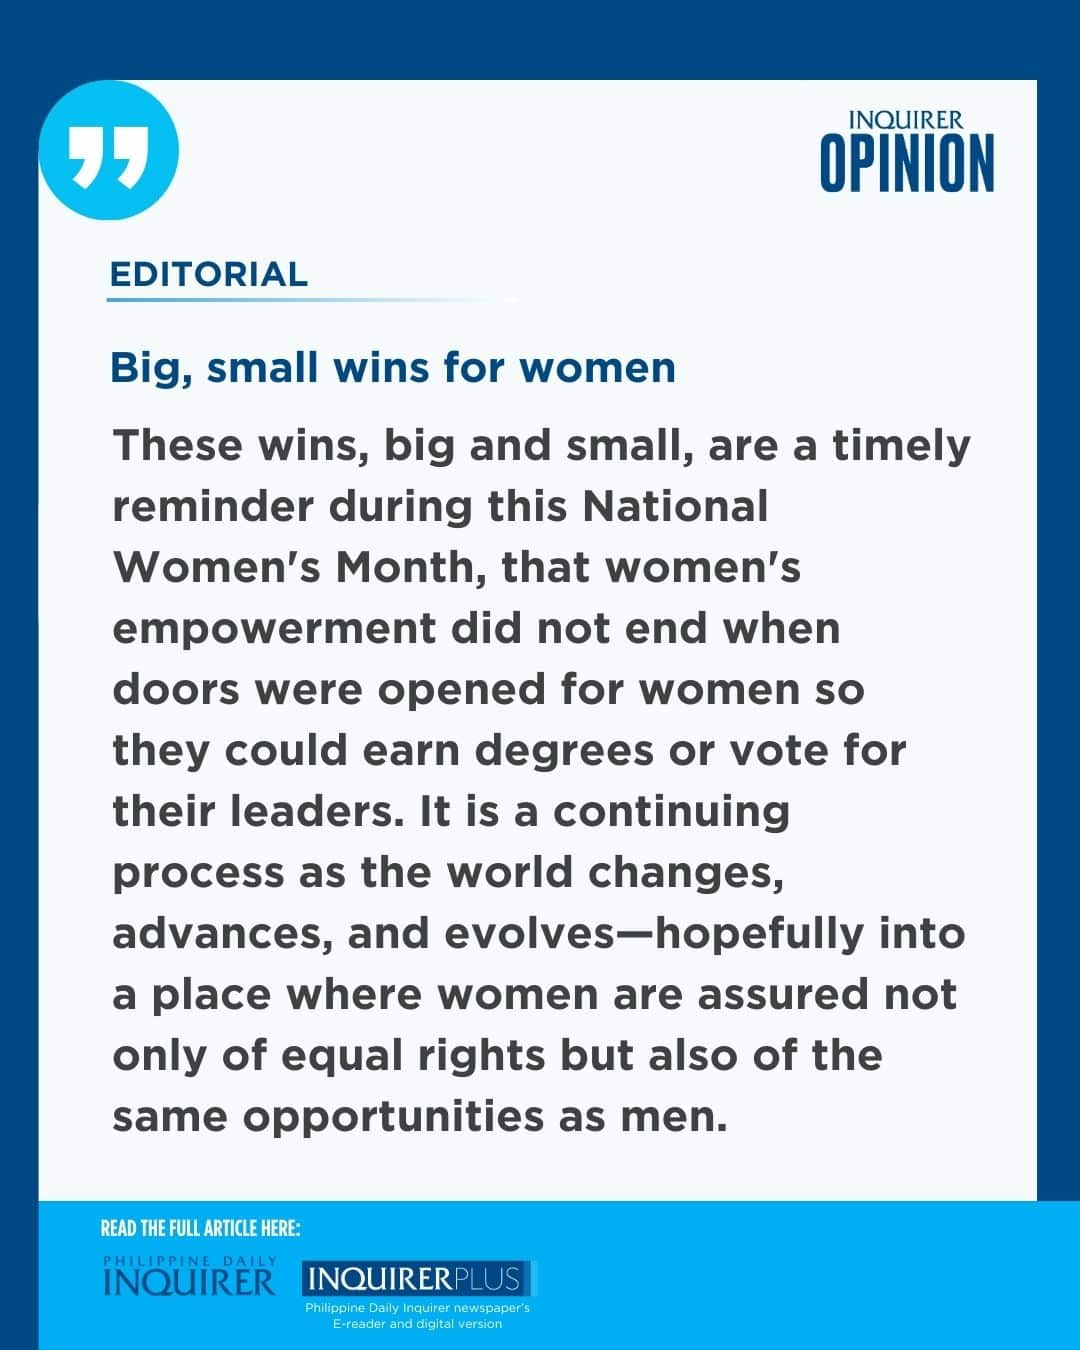 INQUIRER
OPINION
EDITORIAL
Big, small wins for women
These wins, big and small, are a timely
reminder during this National
Women's Month, that women's
empowerment did not end when
doors were opened for women so
they could earn degrees or vote for
their leaders. It is a continuing
process as the world changes,
advances, and evolves—hopefully into
a place where women are assured not
only of equal rights but also of the
same opportunities as men.
READ THE FULL ARTICLE HERE:
PHILIPPINE DAILY
INQUIRER
INQUIRERPLUS
Philippine Daily Inquirer newspaper's
E-reader and digital version